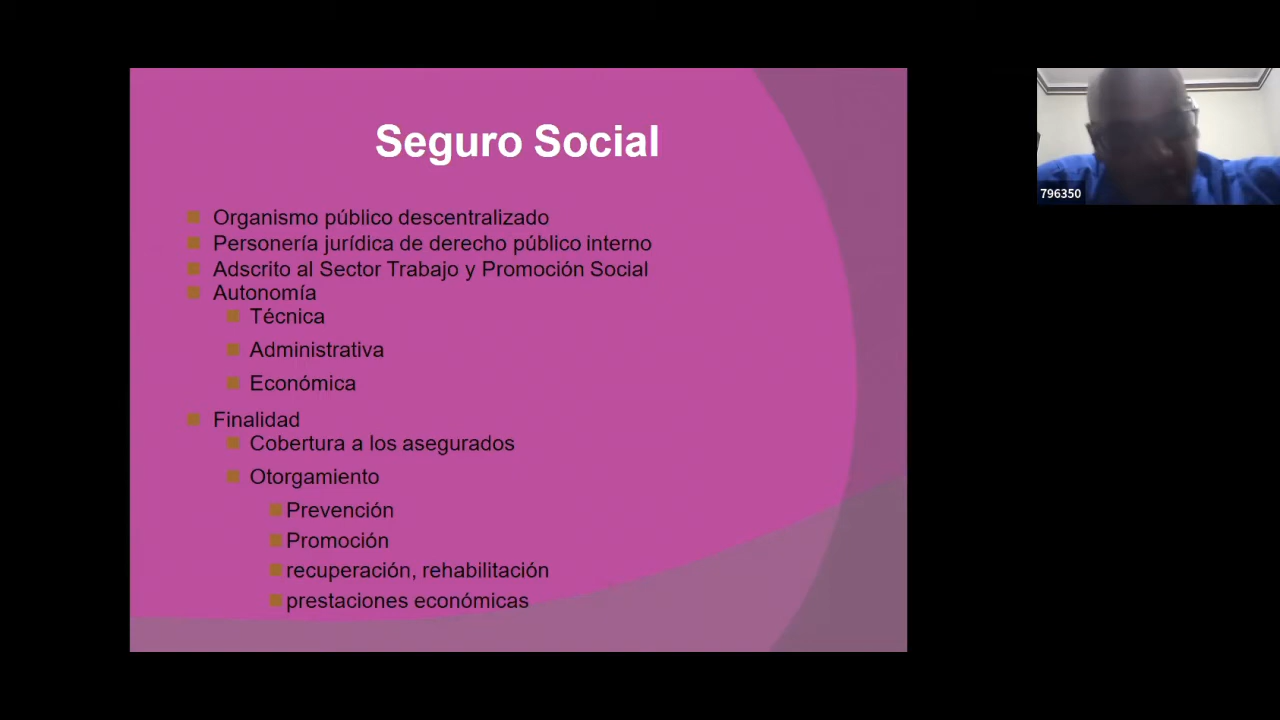 Seguro Social
Organismo público descentralizado
Personería jurídica de derecho público interno
Adscrito al Sector Trabajo y Promoción Social
Autonomía
Técnica
Administrativa
Económica
Finalidad
Cobertura a los asegurados
Otorgamiento
Prevención
Promoción
recuperación, rehabilitación
prestaciones económicas
796350